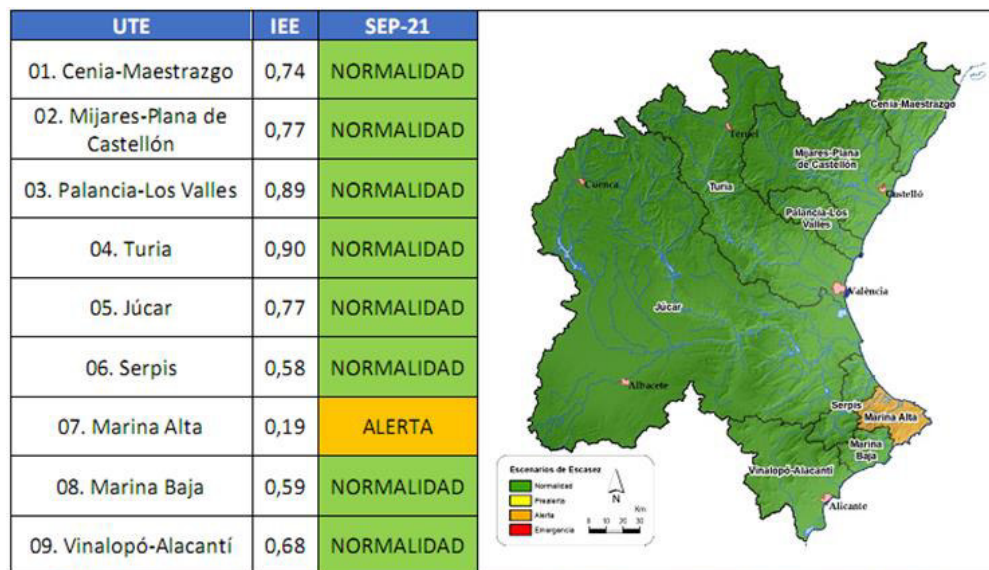 UTE IEE SEP-21
01. Cenia-Maestrazgo 0,74 NORMALIDAD
02. Mijares-Plana de
Castellón 0,77 NORMALIDAD
03. Palancia-Los Valles 0,89 NORMALIDAD
04. Turia 0,90 NORMALIDAD
05. Júcar 0,77 NORMALIDAD
06. Serpis 0,58 NORMALIDAD
07. Marina Alta 0,19 ALERTA
08. Marina Baja 0,59 NORMALIDAD
09. Vinalopó-Alacantí 0,68 NORMALIDAD
Cenia-Maestrazgo
Teruel
Mijares-Plana
de Castellón
Cuenca
Turia
Castelló
Palancia-Los
Valles
València
Júcar
Albacete
Serpis
Marina Alta
Marina
Baja
Vinalopó-Alacantí
Alicante
Escenarios de Escasez
Normalidad
Prealerta
Alerta
Emergencia
N
Km
0 5 10 20 30